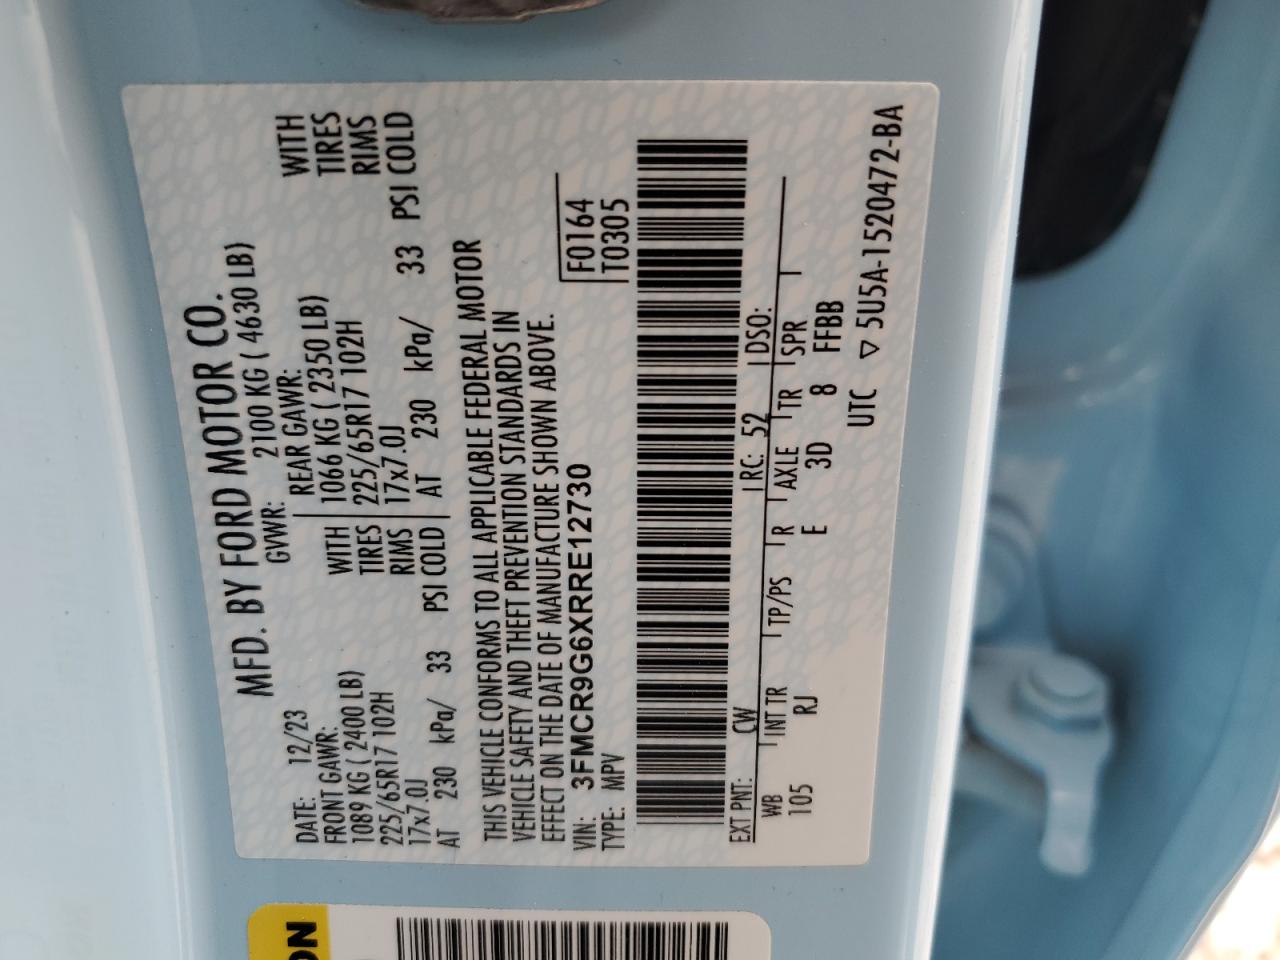 MFD. BY FORD MOTOR CO.
DATE: 12/23 GVWR: 2100 KG ( 4630 LB)
FRONT GAWR: REAR GAWR:
1089 KG ( 2400 LB) WITH 1066 KG ( 2350 LB) WITH
225/65R17 102H TIRES 225/65R17 102H TIRES
17x7.0J RIMS 17x7.0J RIMS
AT 230 kPa/ 33 PSI COLD AT 230 kPa/ 33 PSI COLD
THIS VEHICLE CONFORMS TO ALL APPLICABLE FEDERAL MOTOR
VEHICLE SAFETY AND THEFT PREVENTION STANDARDS IN
EFFECT ON THE DATE OF MANUFACTURE SHOWN ABOVE.
VIN: 3FMCR9G6XRRE12730 F0164
TYPE: MPV T0305
EXT PNT: CW RC: 52 DSO:
WB INT TR TP/PS R AXLE TR SPR
105 RJ E 3D 8 FFBB
UTC ▽ 5U5A-1520472-BA
ON